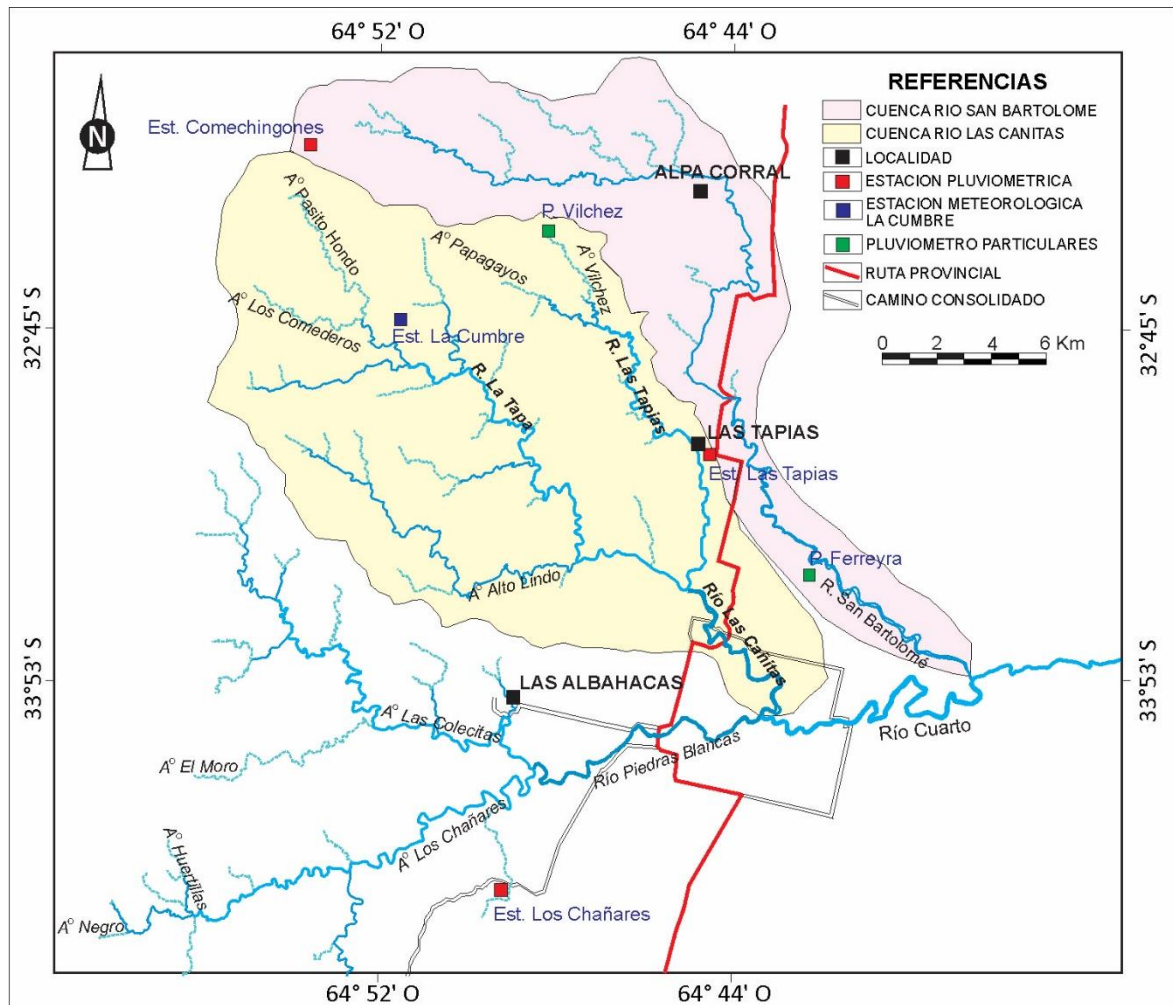 64° 52' O
64° 44' O
REFERENCIAS
CUENCA RIO SAN BARTOLOME
CUENCA RIO LAS CANITAS
LOCALIDAD
ESTACION PLUVIOMETRICA
ESTACION METEOROLOGICA
LA CUMBRE
PLUVIOMETRO PARTICULARES
RUTA PROVINCIAL
CAMINO CONSOLIDADO
0 2 4 6 Km
N
Est. Comechingones
ALPA CORRAL
P. Vilchez
A° Pasito Hondo
A° Papagayos
A° Vilchez
A° Los Comederos
Est. La Cumbre
32°45' S
32°45' S
R. La Tapa
R. Las Tapias
LAS TAPIAS
Est. Las Tapias
P. Ferreyra
A° Alto Lindo
R. San Bartolomé
Río Las Cañitas
33°53' S
33°53' S
LAS ALBAHACAS
A° Las Colecitas
Río Cuarto
A° El Moro
Río Piedras Blancas
A° Los Chañares
A° Huertillas
Est. Los Chañares
A° Negro
64° 52' O
64° 44' O